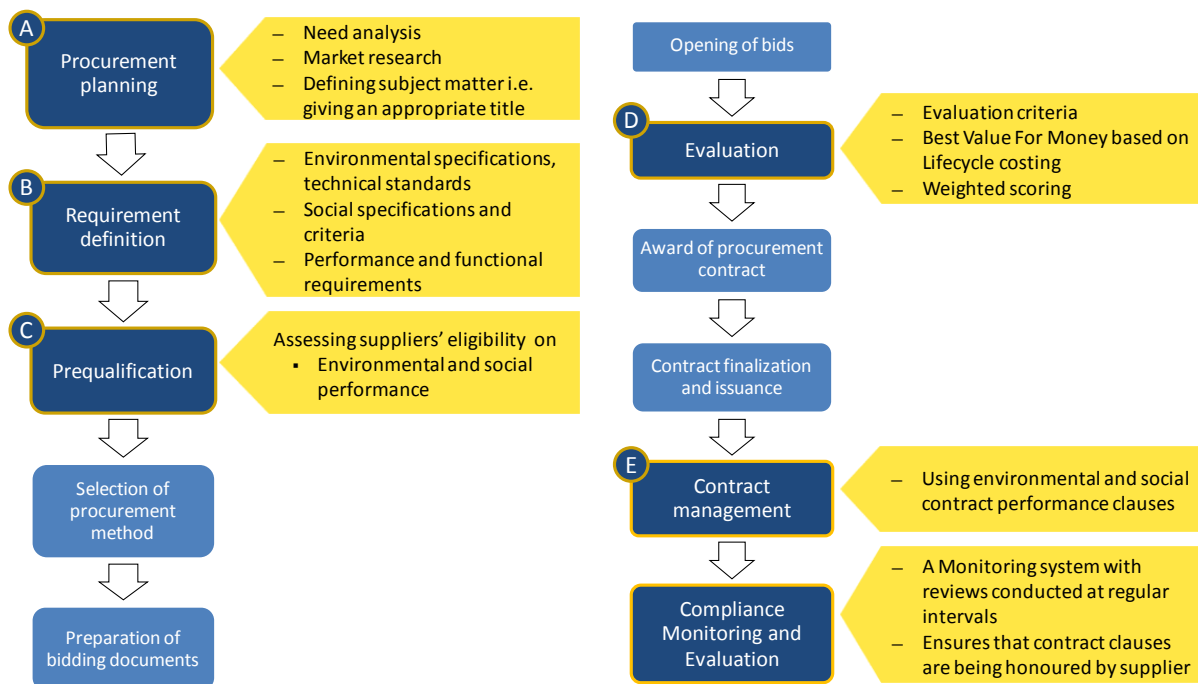 A
Procurement
planning
– Need analysis
– Market research
– Defining subject matter i.e.
giving an appropriate title
B
Requirement
definition
– Environmental specifications,
technical standards
– Social specifications and
criteria
– Performance and functional
requirements
C
Prequalification
Assessing suppliers’ eligibility on
▪ Environmental and social
performance
Selection of
procurement
method
Preparation of
bidding documents
Opening of bids
D
Evaluation
– Evaluation criteria
– Best Value For Money based on
Lifecycle costing
– Weighted scoring
Award of procurement
contract
Contract finalization
and issuance
E
Contract
management
– Using environmental and social
contract performance clauses
Compliance
Monitoring and
Evaluation
– A Monitoring system with
reviews conducted at regular
intervals
– Ensures that contract clauses
are being honoured by supplier